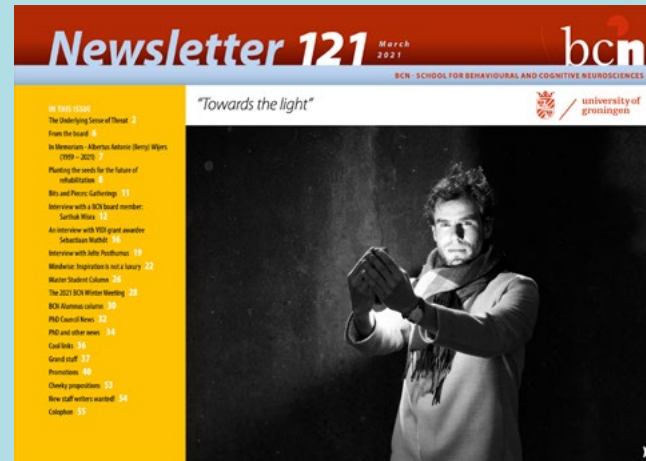 Newsletter 121
March
2021
bcn
BCN - SCHOOL FOR BEHAVIOURAL AND COGNITIVE NEUROSCIENCES
"Towards the light"
university of
groningen
IN THIS ISSUE
The Underlying Sense of Threat 2
From the board 6
In Memoriam - Albertus Antonie (Berry) Wijers
(1959 – 2021) 7
Planting the seeds for the future of
rehabilitation 8
Bits and Pieces: Gatherings 11
Interview with a BCN board member:
Sarthak Misra 12
An interview with VIDI grant awardee
Sebastiaan Mathôt 16
Interview with Jelte Posthumus 19
Mindwise: Inspiration is not a luxury 22
Master Student Column 26
The 2021 BCN Winter Meeting 28
BCN Alumnus column 30
PhD Council News 32
PhD and other news 34
Cool links 36
Grand stuff 37
Promotions 40
Cheeky propositions 53
New staff writers wanted! 54
Colophon 55